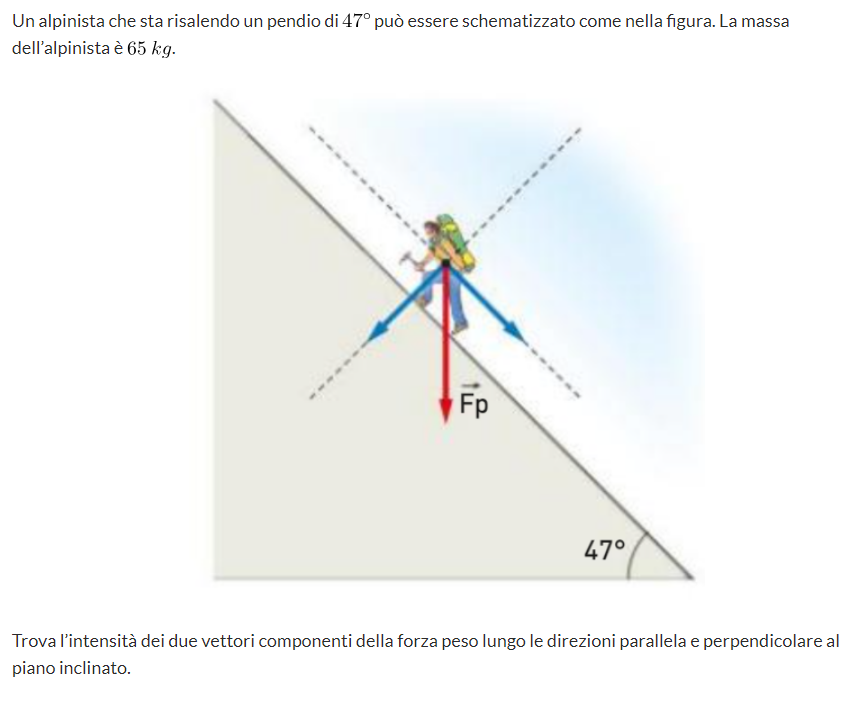 Un alpinista che sta risalendo un pendio di 47° può essere schematizzato come nella figura. La massa
dell'alpinista è 65 kg.
Fp
47°
Trova l'intensità dei due vettori componenti della forza peso lungo le direzioni parallela e perpendicolare al
piano inclinato.